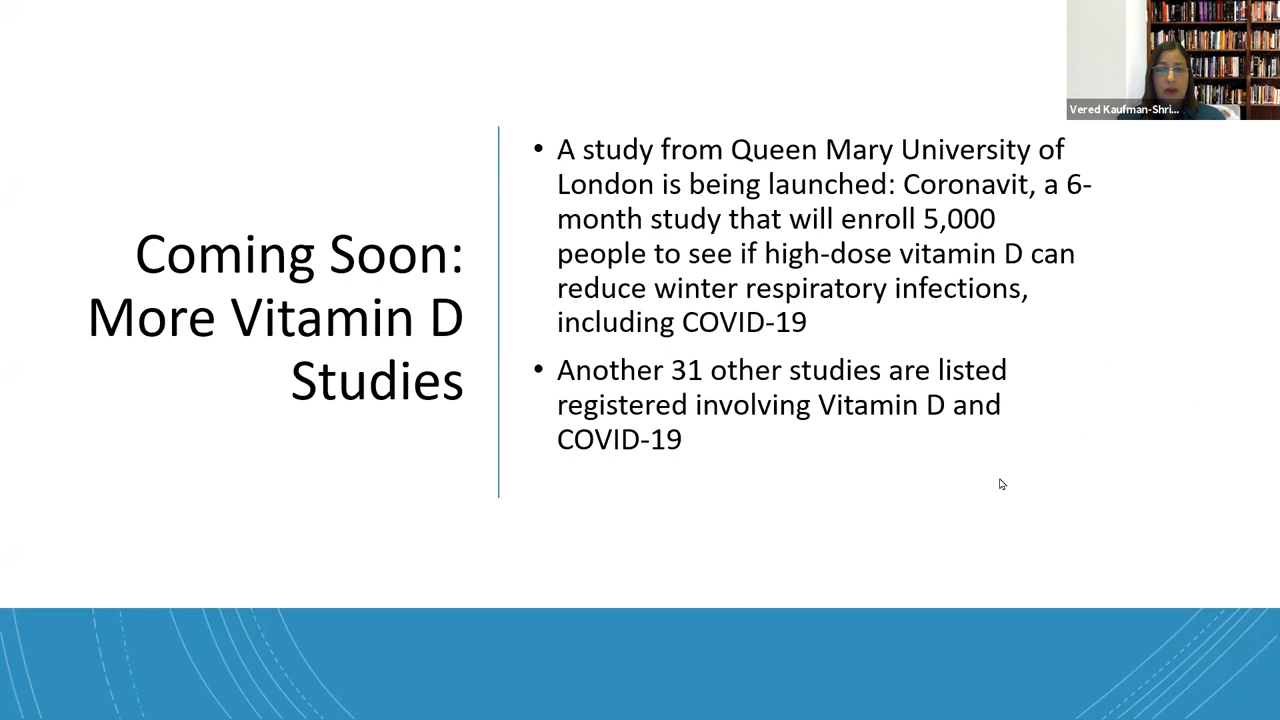 Vered Kaufman-Shri...
Coming Soon:
More Vitamin D
Studies
• A study from Queen Mary University of
London is being launched: Coronavit, a 6-
month study that will enroll 5,000
people to see if high-dose vitamin D can
reduce winter respiratory infections,
including COVID-19
• Another 31 other studies are listed
registered involving Vitamin D and
COVID-19